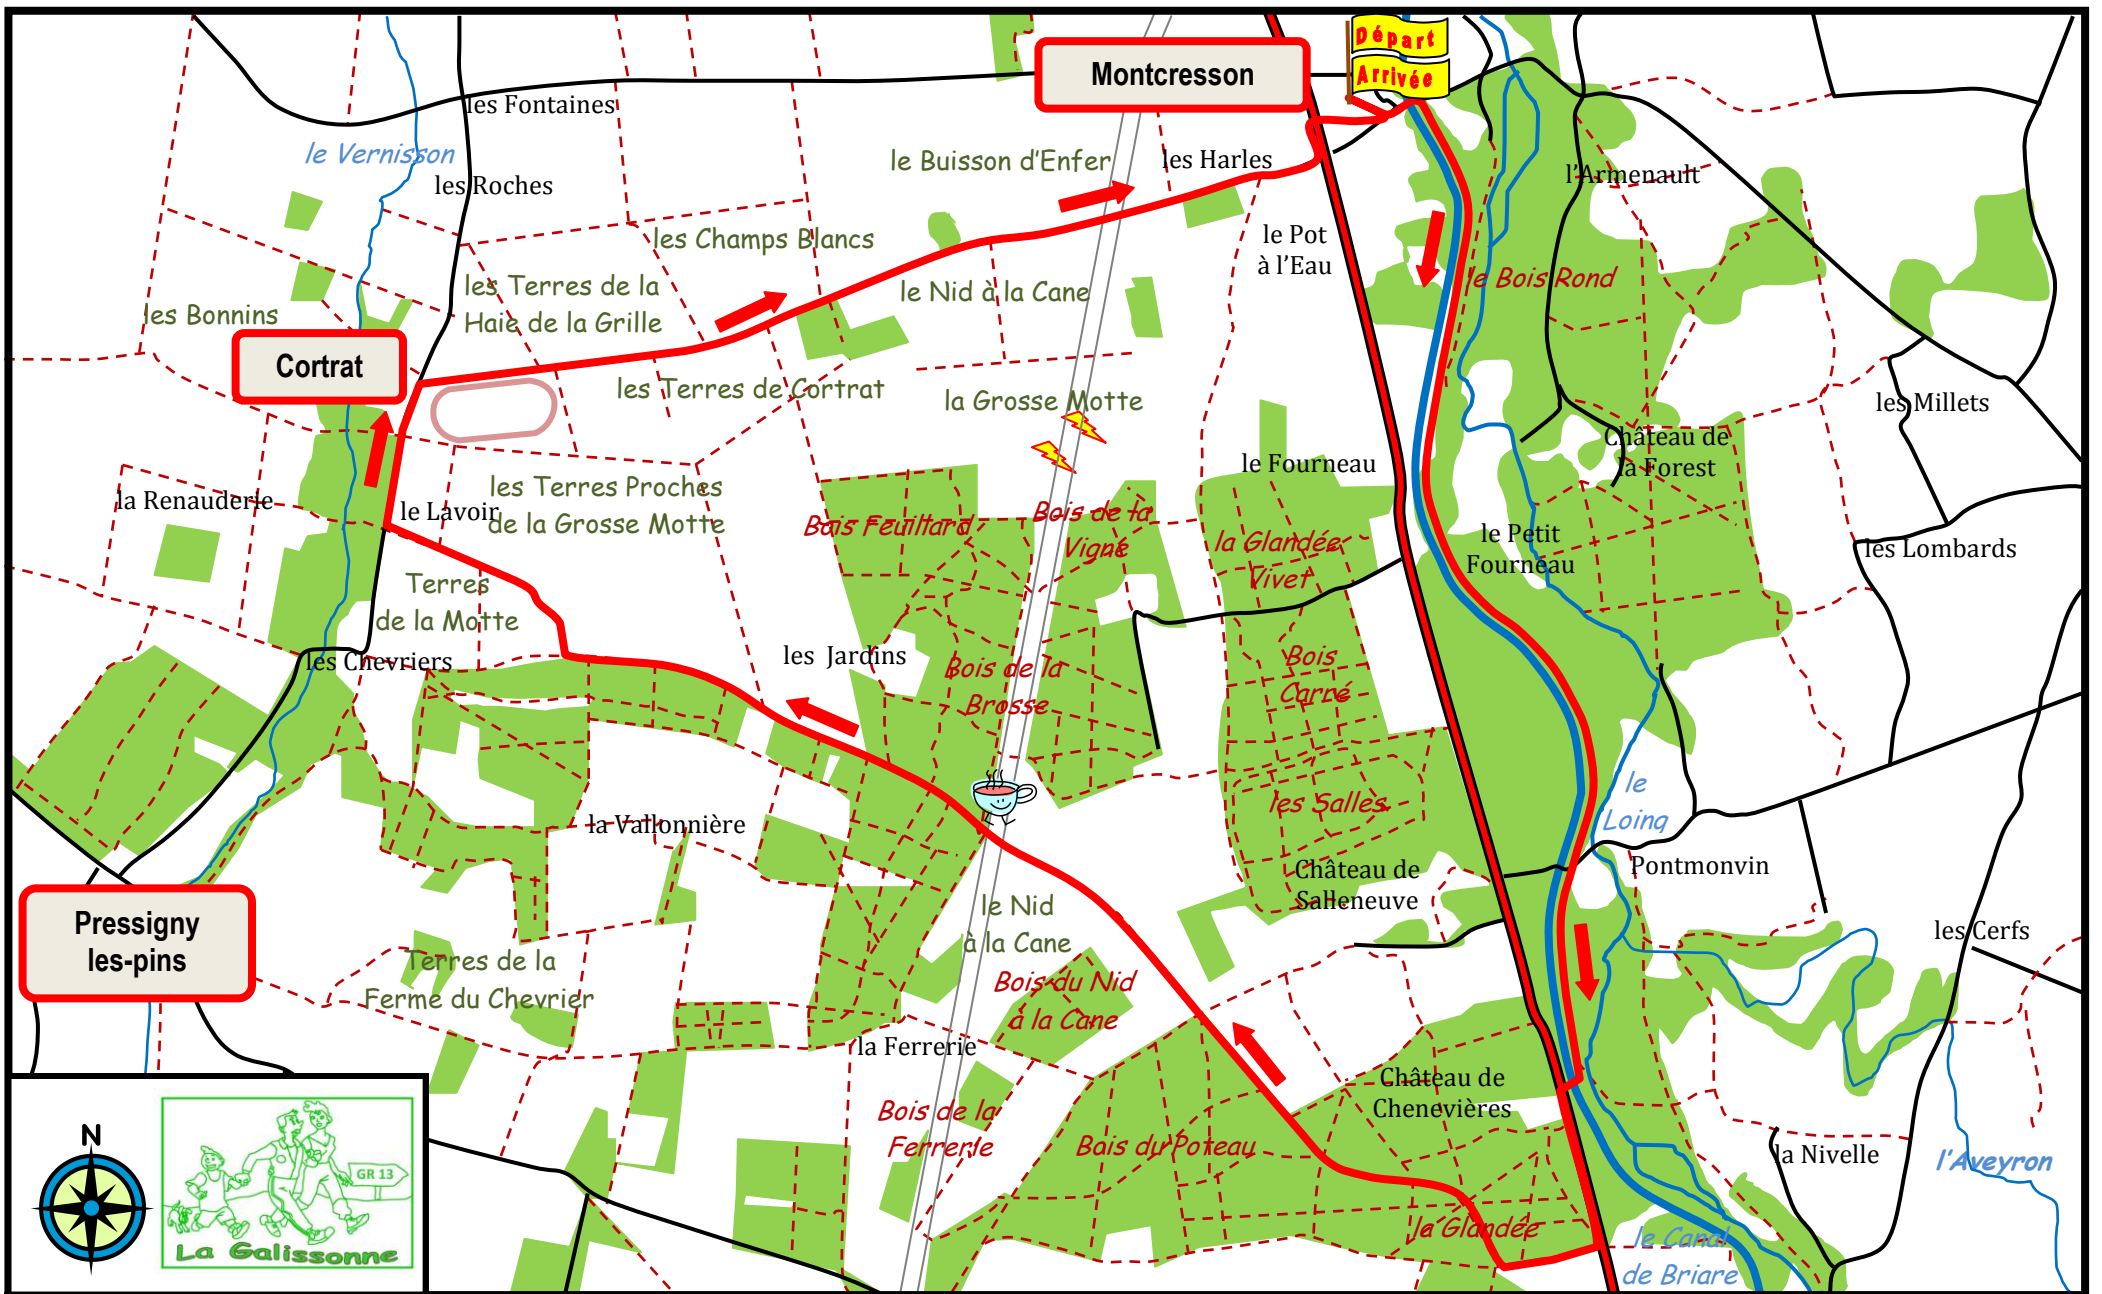 Départ
Arrivée
Montcresson
les Fontaines
le Vernisson
les Roches
le Buisson d'Enfer
les Harles
l'Armenault
les Champs Blancs
le Pot
à l'Eau
les Terres de la
Haie de la Grille
le Nid à la Cane
le Bois Rond
les Bonnins
Cortrat
les Terres de Cortrat
la Grosse Motte
les Millets
Château de
la Forest
le Fourneau
la Renauderie
le Lavoir
les Terres Proches
de la Grosse Motte
Bois Feuillard
Bois de la
Vigne
la Glandée
Vivet
le Petit
Fourneau
les Lombards
Terres
de la Motte
les Chevriers
les Jardins
Bois de la
Brosse
Bois
Carré
les Salles
le
Loing
la Vallonnière
Château de
Salleneuve
Pontmonvin
Pressigny
les-pins
le Nid
à la Cane
les Cerfs
Terres de la
Ferme du Chevrier
Bois du Nid
à la Cane
la Ferrerie
Château de
Chenevières
Bois de la
Ferrerie
Bois du Poteau
la Nivelle
l'Aveyron
la Glandée
le Canal
de Briare
N
GR 13
La Galissonne